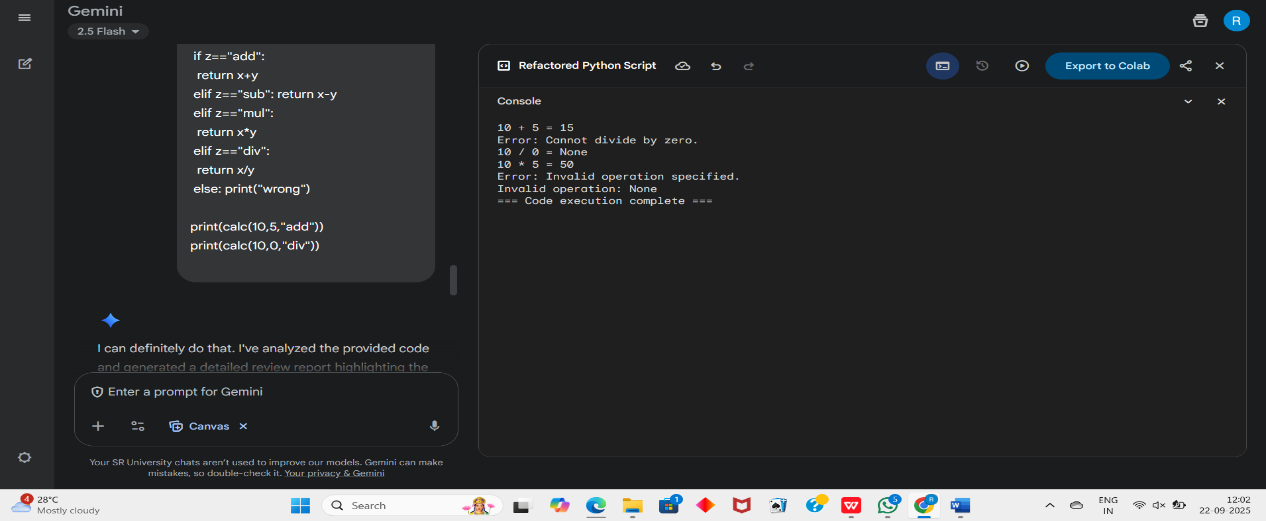 Gemini
2.5 Flash
if z=="add":
return x+y
elif z=="sub": return x-y
elif z=="mul":
return x*y
elif z=="div":
return x/y
else: print("wrong")
print(calc(10,5,"add"))
print(calc(10,0,"div"))
I can definitely do that. I've analyzed the provided code
and generated a detailed review report highlighting the
Enter a prompt for Gemini
Canvas
Your SR University chats aren't used to improve our models. Gemini can make
mistakes, so double-check it. Your privacy & Gemini
R
Refactored Python Script
Export to Colab
Console
10 + 5 = 15
Error: Cannot divide by zero.
10 / 0 = None
10 * 5 = 50
Error: Invalid operation specified.
Invalid operation: None
=== Code execution complete ===
4
28°C
Mostly cloudy
Search
1
5
R
W
ENG
IN
12:02
22-09-2025